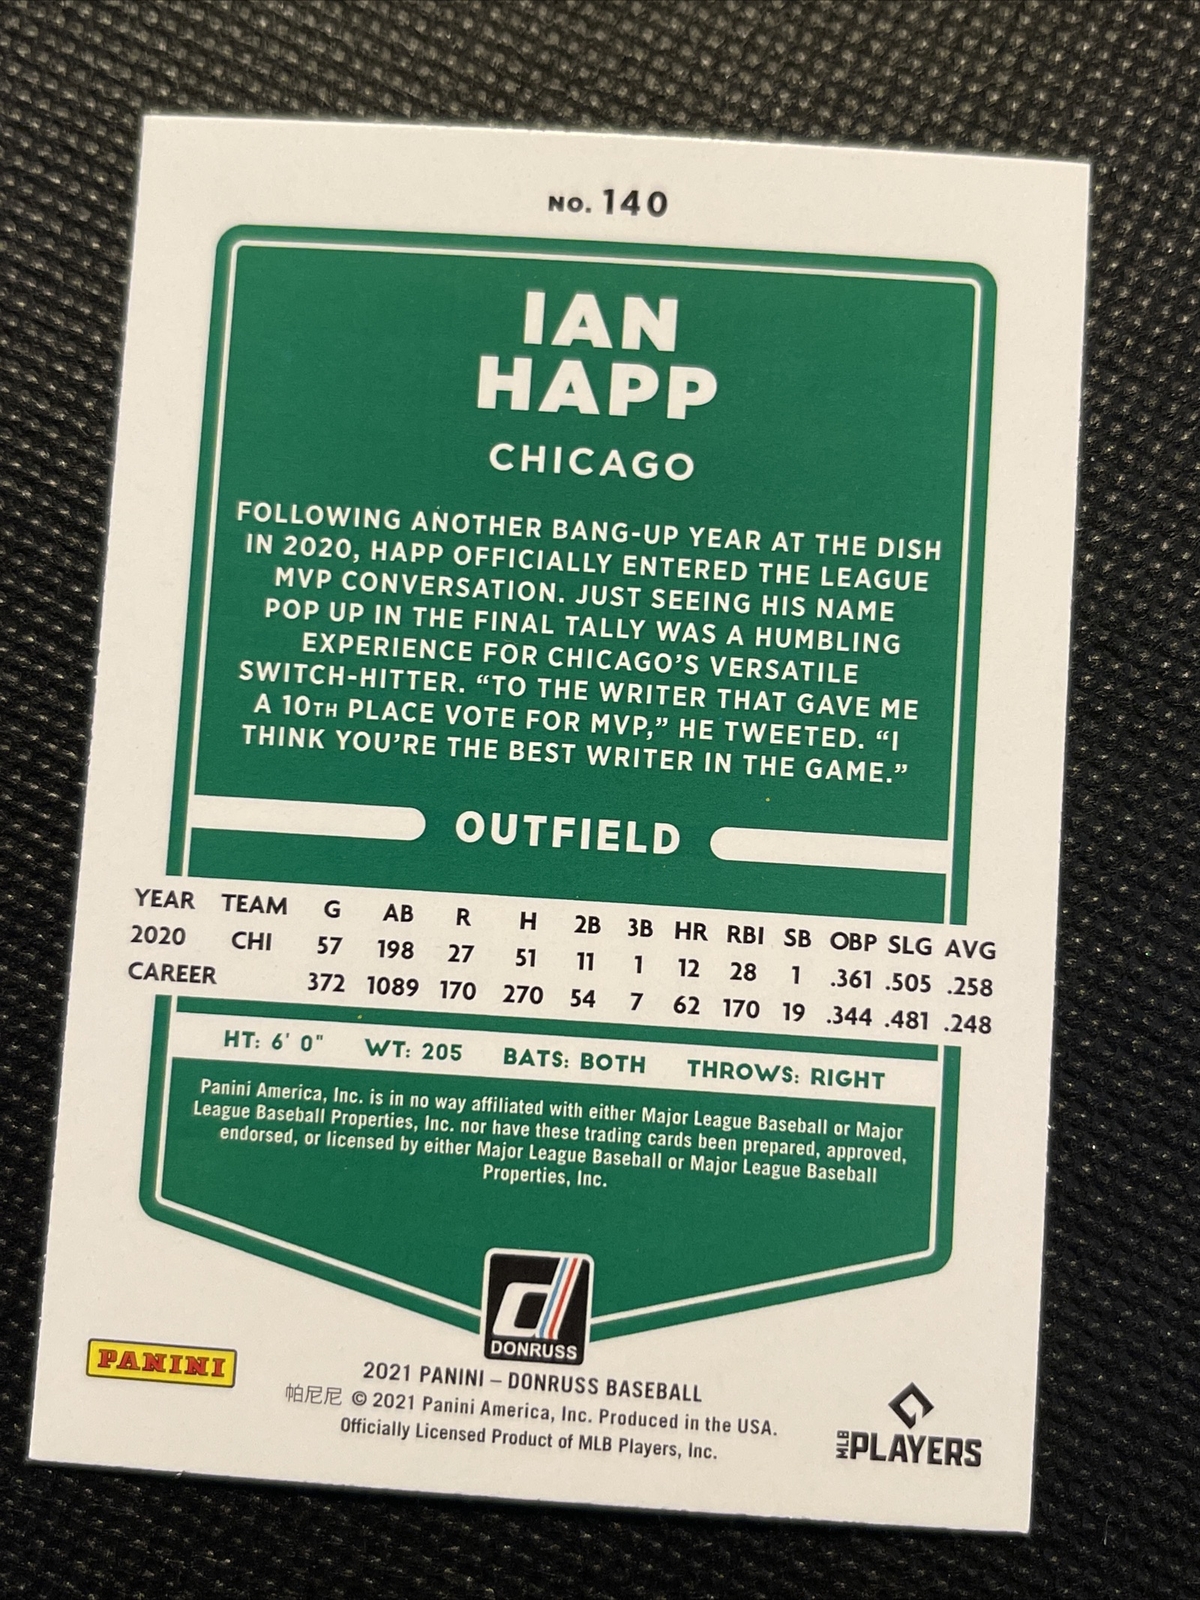 NO. 140
IAN
HAPP
CHICAGO
FOLLOWING ANOTHER BANG-UP YEAR AT THE DISH
IN 2020, HAPP OFFICIALLY ENTERED THE LEAGUE
MVP CONVERSATION. JUST SEEING HIS NAME
POP UP IN THE FINAL TALLY WAS A HUMBLING
EXPERIENCE FOR CHICAGO'S VERSATILE
SWITCH-HITTER. “TO THE WRITER THAT GAVE ME
A 10TH PLACE VOTE FOR MVP,” HE TWEETED. “I
THINK YOU'RE THE BEST WRITER IN THE GAME.”
OUTFIELD
YEAR TEAM G AB R H 2B 3B HR RBI SB OBP SLG AVG
2020 CHI 57 198 27 51 11 1 12 28 1 .361 .505 .258
CAREER 372 1089 170 270 54 7 62 170 19 .344 .481 .248
HT: 6' 0" WT: 205 BATS: BOTH THROWS: RIGHT
Panini America, Inc. is in no way affiliated with either Major League Baseball or Major
League Baseball Properties, Inc. nor have these trading cards been prepared, approved,
endorsed, or licensed by either Major League Baseball or Major League Baseball
Properties, Inc.
d
DONRUSS
PANINI
2021 PANINI – DONRUSS BASEBALL
帕尼尼 © 2021 Panini America, Inc. Produced in the USA.
Officially Licensed Product of MLB Players, Inc.
MLB PLAYERS